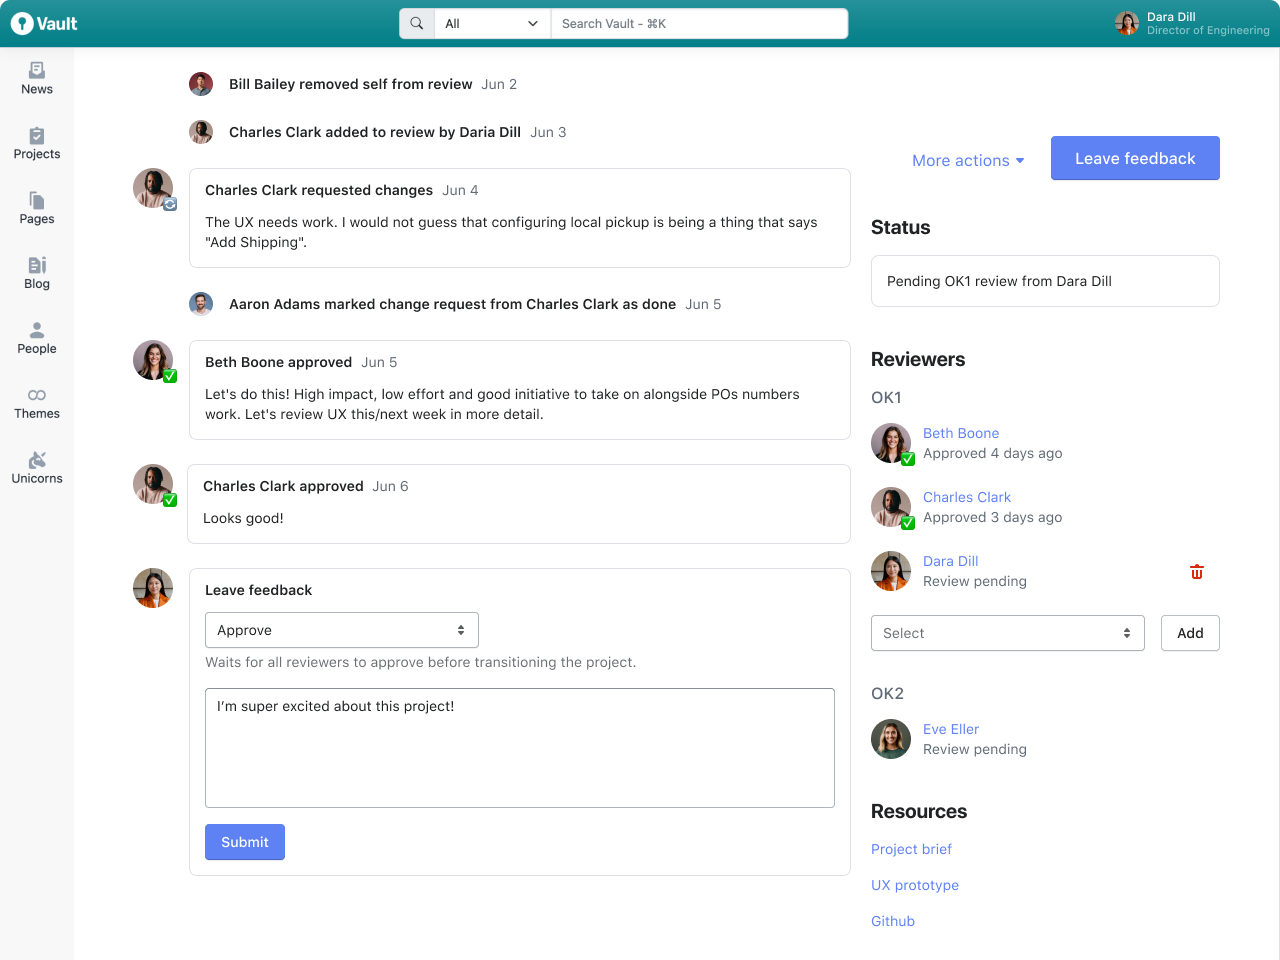 Vault
All
Search Vault - ⌘K
Dara Dill
Director of Engineering
News
Projects
Pages
Blog
People
Themes
Unicorns
Bill Bailey removed self from review Jun 2
Charles Clark added to review by Daria Dill Jun 3
Charles Clark requested changes Jun 4
The UX needs work. I would not guess that configuring local pickup is being a thing that says
"Add Shipping".
Aaron Adams marked change request from Charles Clark as done Jun 5
Beth Boone approved Jun 5
Let's do this! High impact, low effort and good initiative to take on alongside POs numbers
work. Let's review UX this/next week in more detail.
Charles Clark approved Jun 6
Looks good!
Leave feedback
Approve
Waits for all reviewers to approve before transitioning the project.
I’m super excited about this project!
Submit
More actions
Leave feedback
Status
Pending OK1 review from Dara Dill
Reviewers
OK1
Beth Boone
Approved 4 days ago
Charles Clark
Approved 3 days ago
Dara Dill
Review pending
Select
Add
OK2
Eve Eller
Review pending
Resources
Project brief
UX prototype
Github